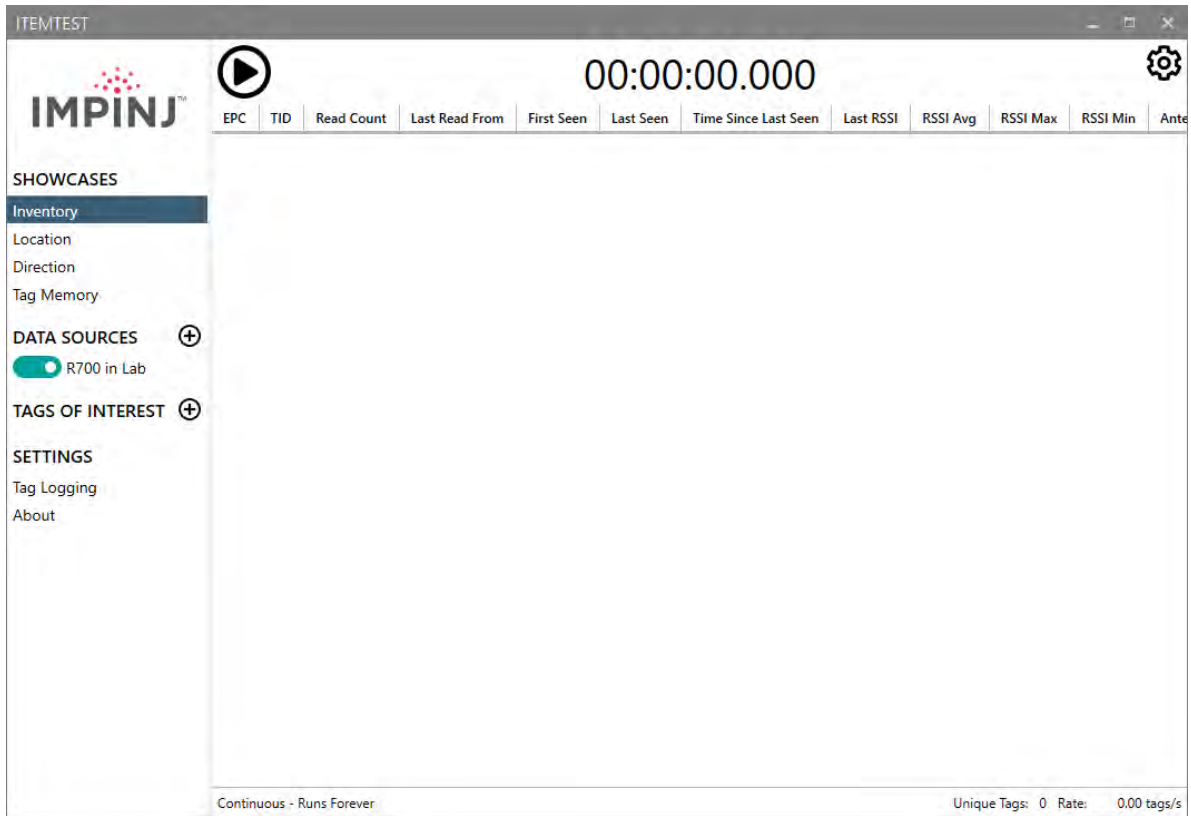 ITEMTEST
IMPINJ™
SHOWCASES
Inventory
Location
Direction
Tag Memory
DATA SOURCES
R700 in Lab
TAGS OF INTEREST
SETTINGS
Tag Logging
About
00:00:00.000
EPC TID Read Count Last Read From First Seen Last Seen Time Since Last Seen Last RSSI RSSI Avg RSSI Max RSSI Min Ante
Continuous - Runs Forever Unique Tags: 0 Rate: 0.00 tags/s